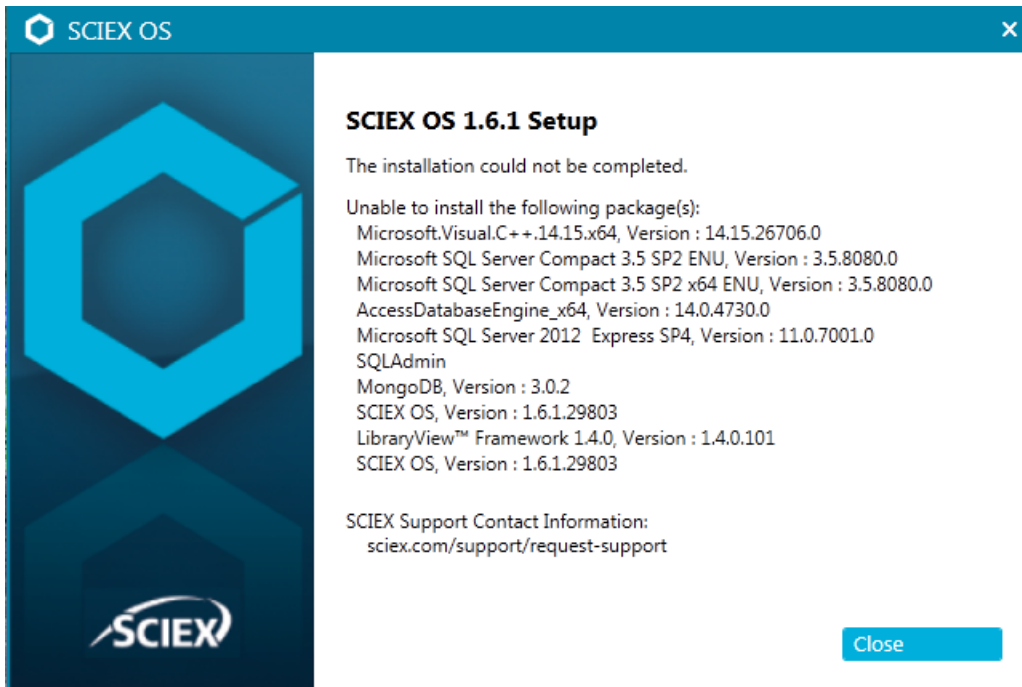 SCIEX OS
SCIEX OS 1.6.1 Setup
The installation could not be completed.
Unable to install the following package(s):
Microsoft.Visual.C++.14.15.x64, Version : 14.15.26706.0
Microsoft SQL Server Compact 3.5 SP2 ENU, Version : 3.5.8080.0
Microsoft SQL Server Compact 3.5 SP2 x64 ENU, Version : 3.5.8080.0
AccessDatabaseEngine_x64, Version : 14.0.4730.0
Microsoft SQL Server 2012  Express SP4, Version : 11.0.7001.0
SQLAdmin
MongoDB, Version : 3.0.2
SCIEX OS, Version : 1.6.1.29803
LibraryView™ Framework 1.4.0, Version : 1.4.0.101
SCIEX OS, Version : 1.6.1.29803
SCIEX Support Contact Information:
sciex.com/support/request-support
SCIEX
Close